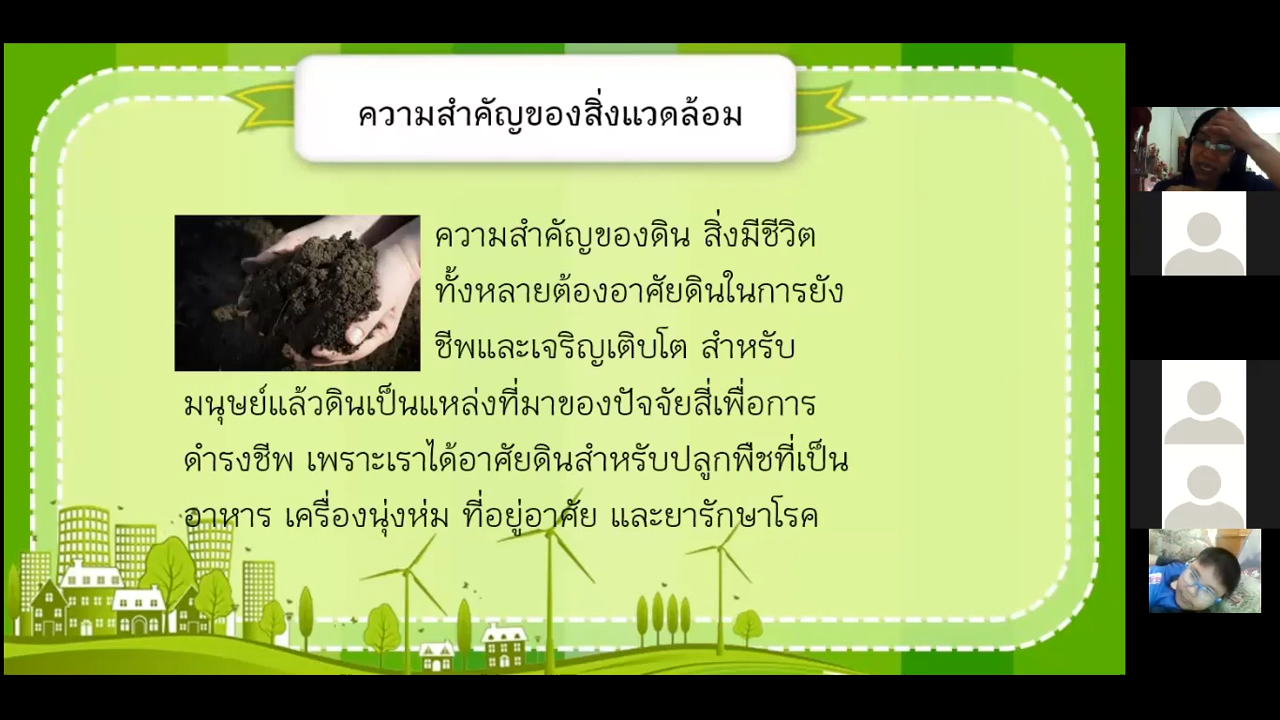 ความสำคัญของสิ่งแวดล้อม
ความสำคัญของดิน สิ่งมีชีวิต
ทั้งหลายต้องอาศัยดินในการยัง
ชีพและเจริญเติบโต สำหรับ
มนุษย์แล้วดินเป็นแหล่งที่มาของปัจจัยสี่เพื่อการ
ดำรงชีพ เพราะเราได้อาศัยดินสำหรับปลูกพืชที่เป็น
อาหาร เครื่องนุ่งห่ม ที่อยู่อาศัย และยารักษาโรค